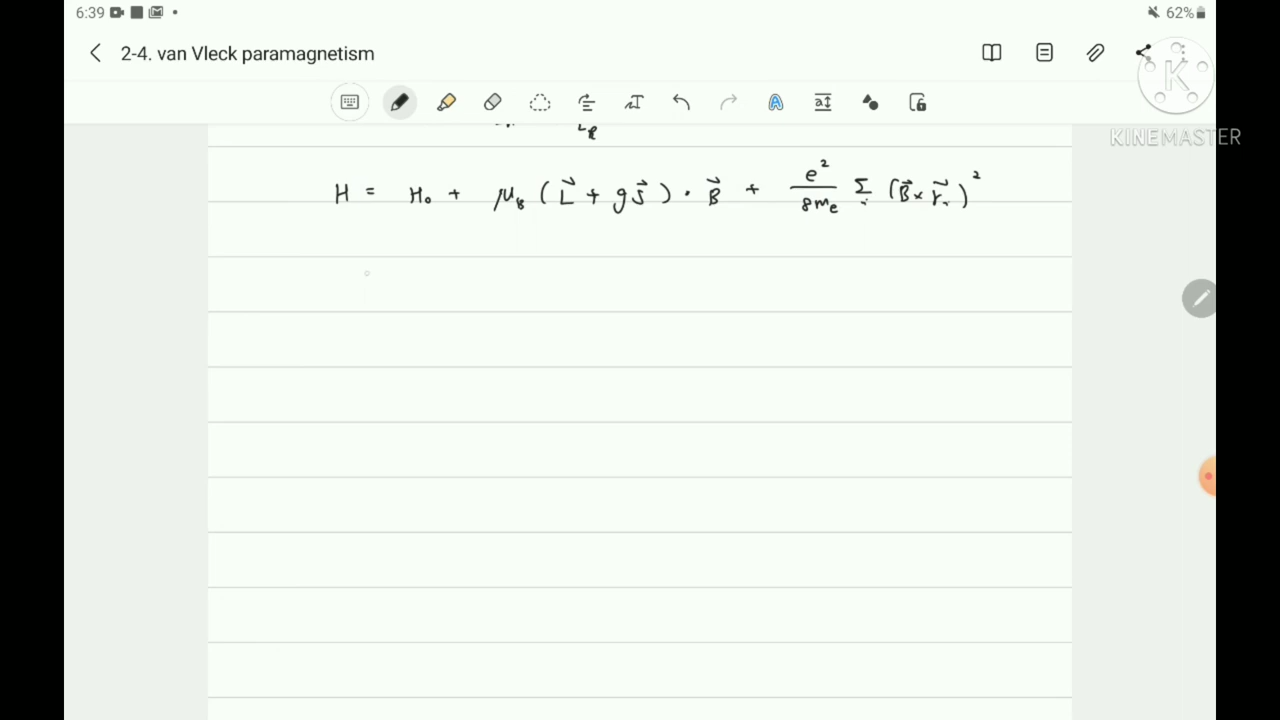 6:39
62%
2-4. van Vleck paramagnetism
K
KINEMASTER
H = H₀ + μ_B (L⃗ + gS⃗) · B⃗ + e²/8mₑ Σᵢ (B⃗ × r⃗ᵢ)²